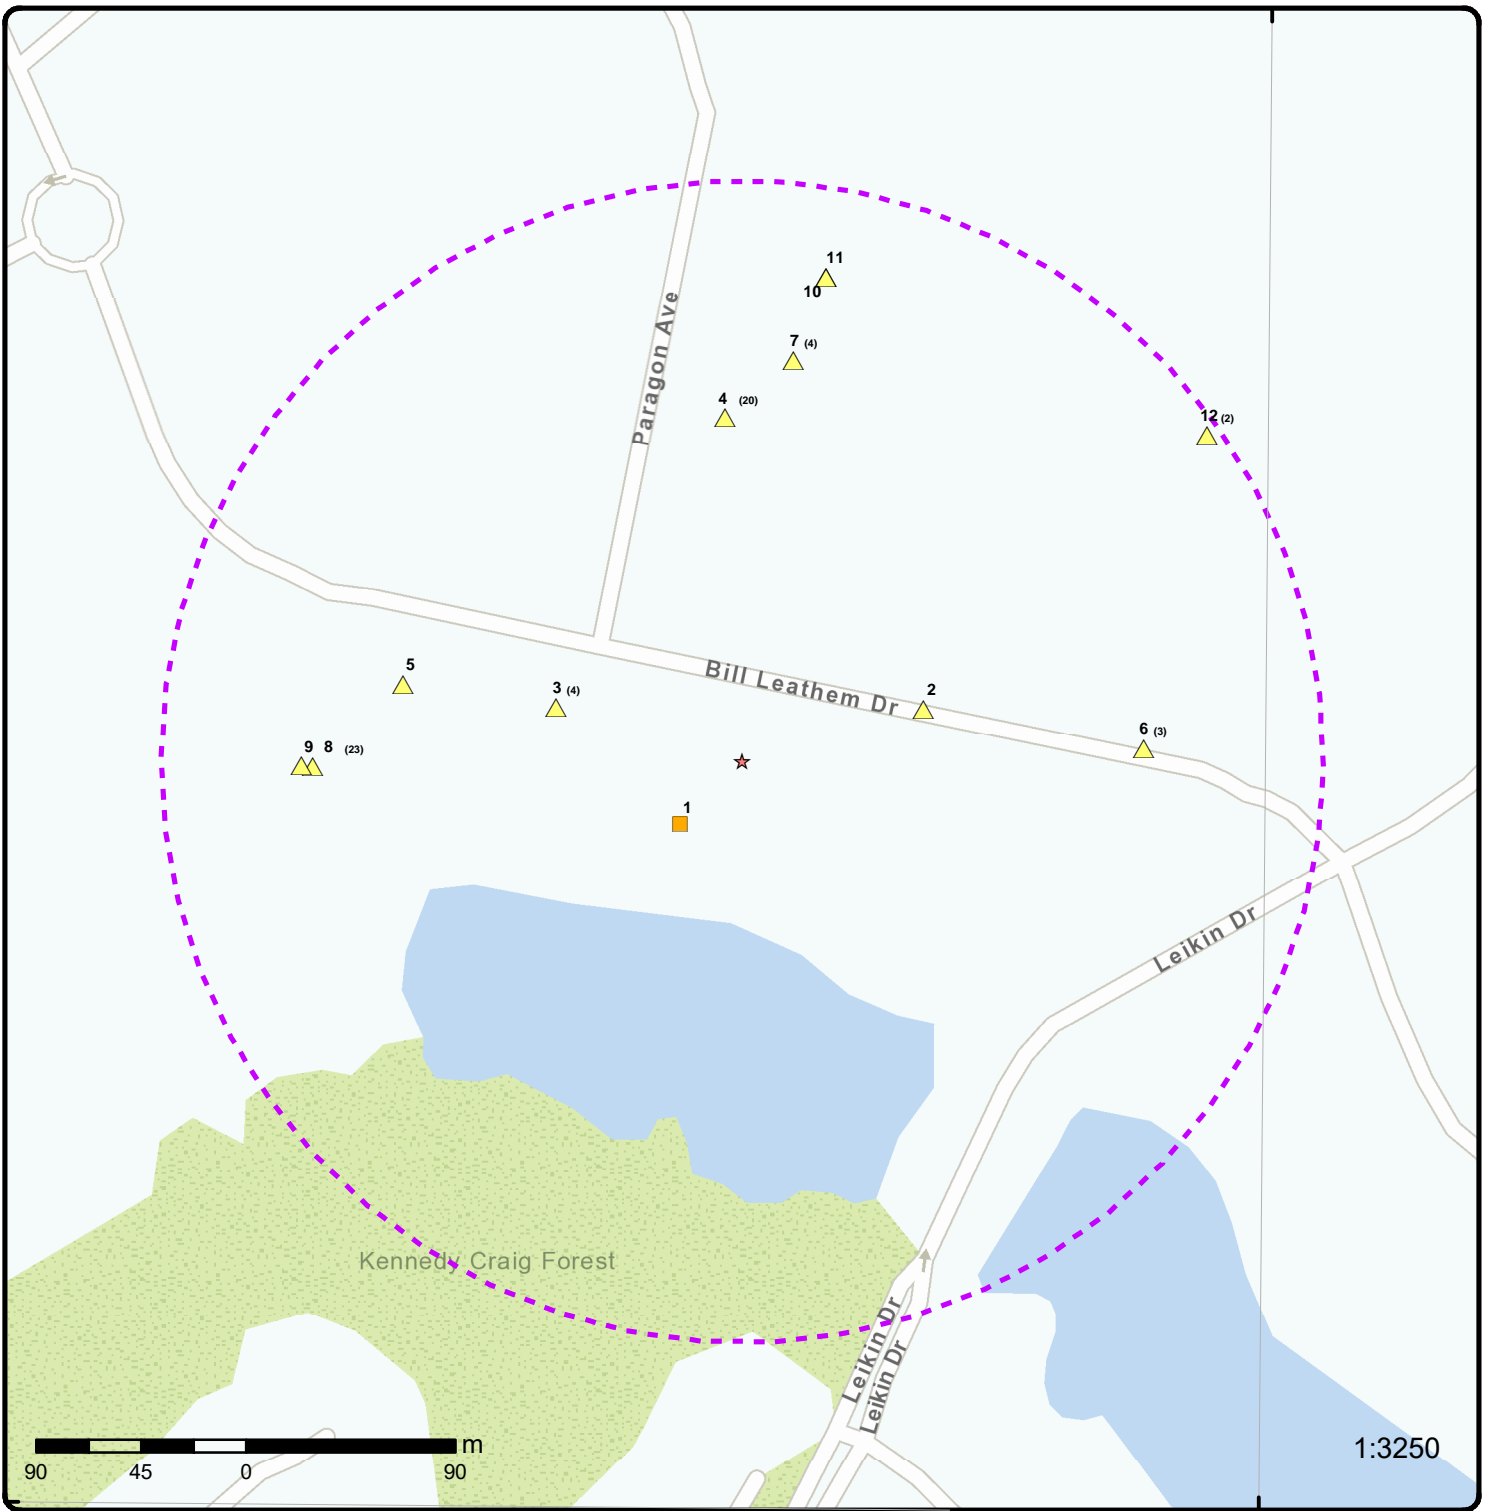 11
10
7 (4)
4 (20)
12 (2)
Paragon Ave
5
3 (4)
Bill Leathem Dr
2
6 (3)
9 8 (23)
1
Leikin Dr
Kennedy Craig Forest
Leikin Dr
Leikin Dr
m
90 45 0 90
1:3250